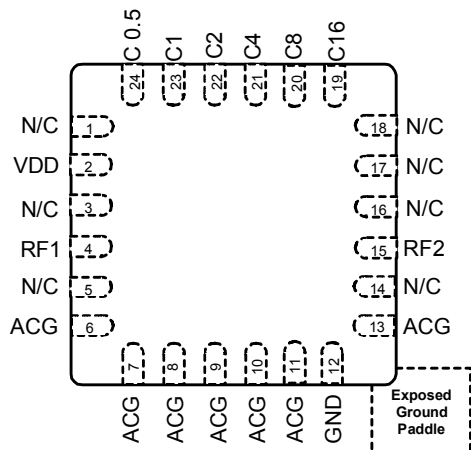 C 0.5
C1
C2
C4
C8
C16
24
23
22
21
20
19
N/C
1
18
N/C
VDD
2
17
N/C
N/C
3
16
N/C
RF1
4
15
RF2
N/C
5
14
N/C
ACG
6
13
ACG
7
8
9
10
11
12
ACG
ACG
ACG
ACG
ACG
GND
Exposed
Ground
Paddle